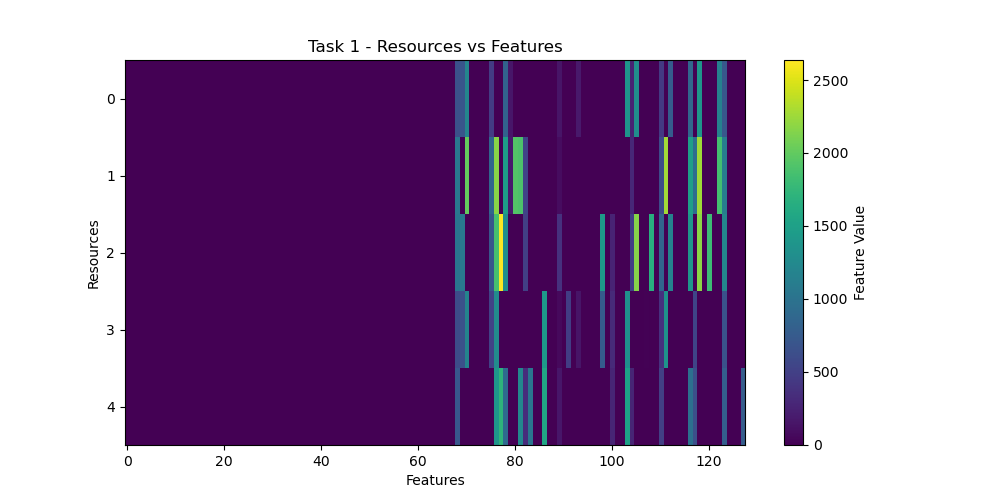 Task 1 - Resources vs Features
0
1
2
3
4
Resources
0 20 40 60 80 100 120
Features
2500
2000
1500
1000
500
0
Feature Value